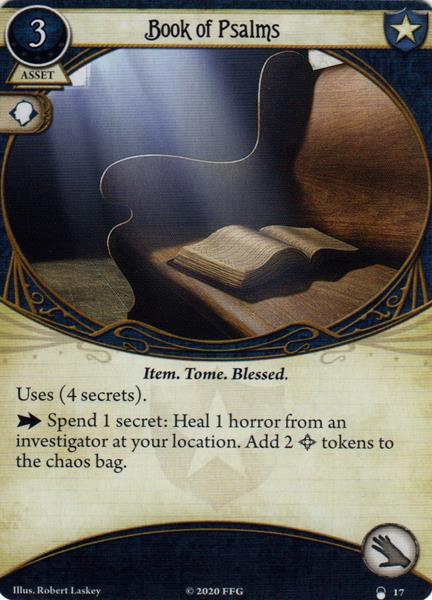 3
Book of Psalms
ASSET
Item. Tome. Blessed.
Uses (4 secrets).
Spend 1 secret: Heal 1 horror from an
investigator at your location. Add 2 tokens to
the chaos bag.
Illus. Robert Laskey
© 2020 FFG
17